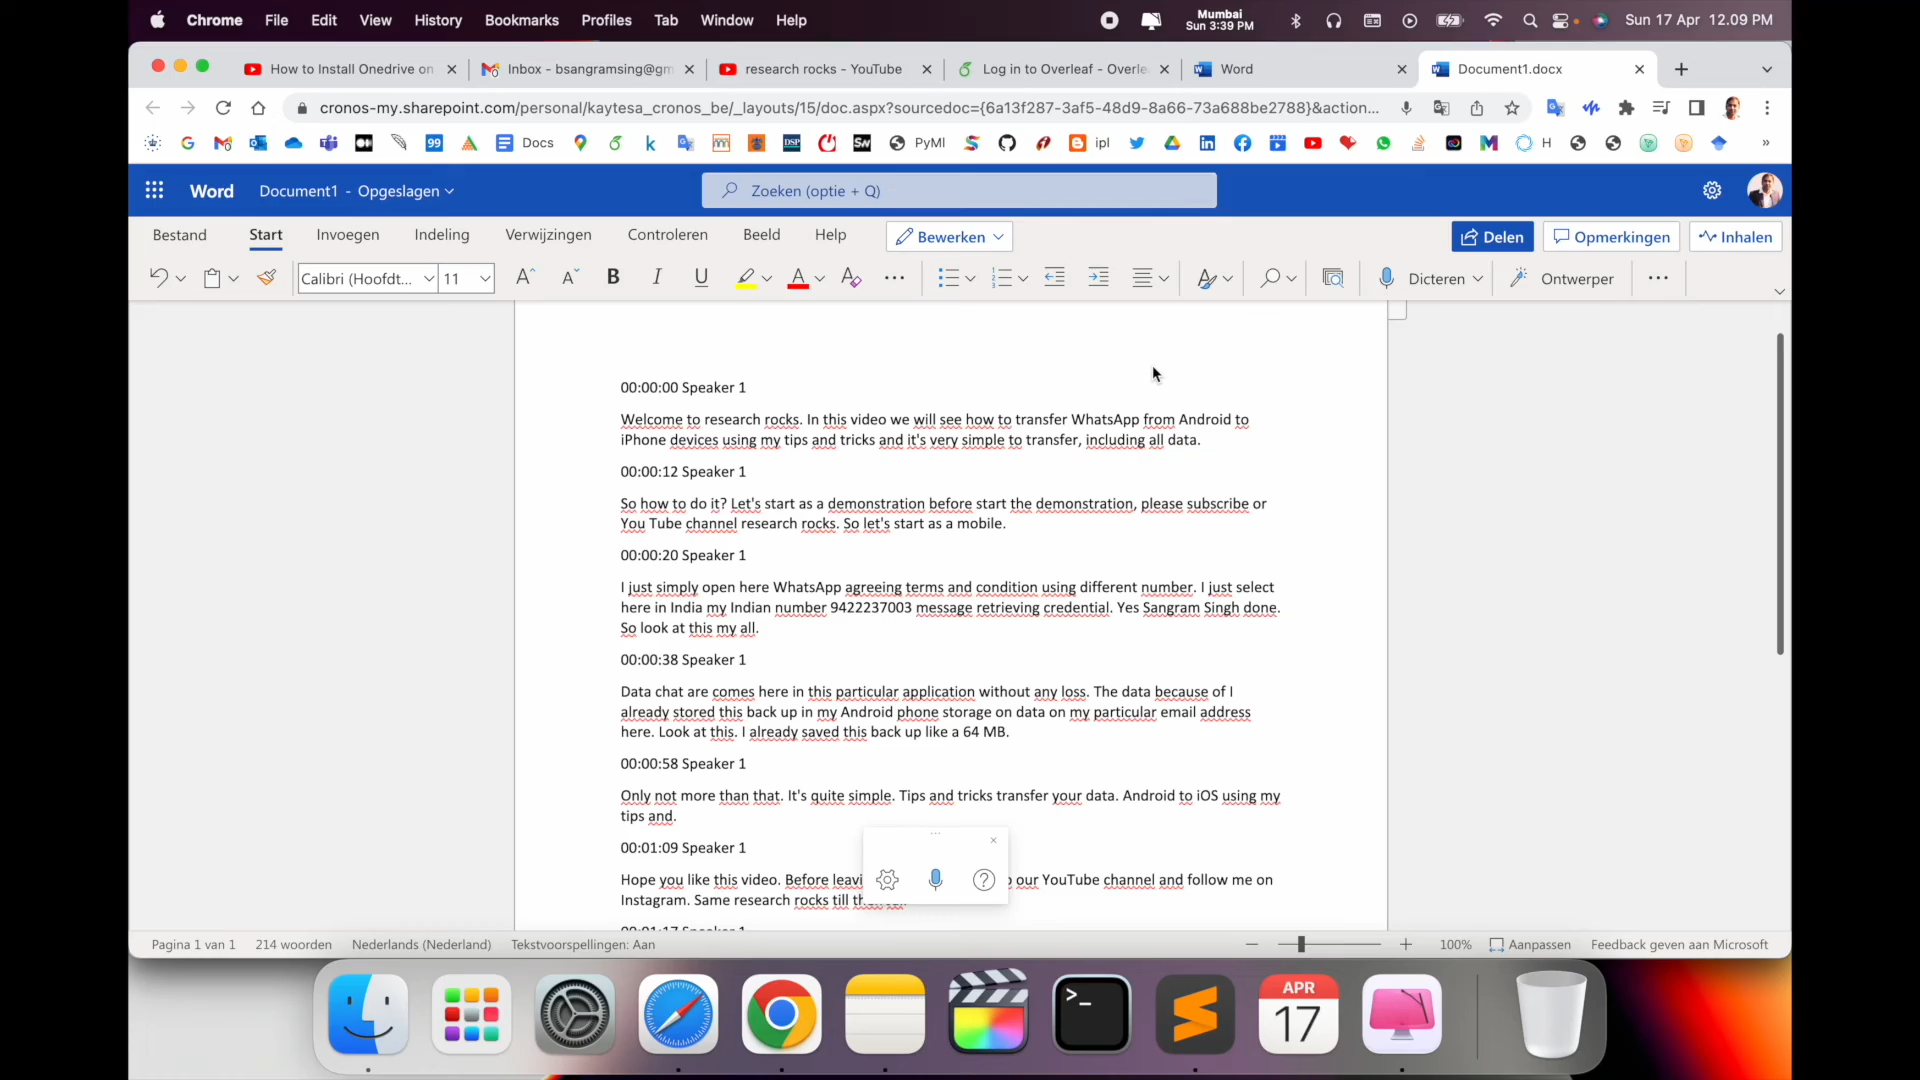 Chrome File Edit View History Bookmarks Profiles Tab Window Help
Mumbai
Sun 3:39 PM
Sun 17 Apr 12.09 PM
How to Install Onedrive on
Inbox - bsangramsing@gm
research rocks - YouTube
Log in to Overleaf - Overle
Word
Document1.docx
cronos-my.sharepoint.com/personal/kaytesa_cronos_be/_layouts/15/doc.aspx?sourcedoc={6a13f287-3af5-48d9-8a66-73a688be2788}&action...
99 Docs k DSP SW PyMI ipl H »
Word Document1 - Opgeslagen
Zoeken (optie + Q)
Bestand Start Invoegen Indeling Verwijzingen Controleren Beeld Help Bewerken Delen Opmerkingen Inhalen
Calibri (Hoofdt... 11 A A B I U A A Dicteren Ontwerper
00:00:00 Speaker 1
Welcome to research rocks. In this video we will see how to transfer WhatsApp from Android to
iPhone devices using my tips and tricks and it's very simple to transfer, including all data.
00:00:12 Speaker 1
So how to do it? Let's start as a demonstration before start the demonstration, please subscribe or
You Tube channel research rocks. So let's start as a mobile.
00:00:20 Speaker 1
I just simply open here WhatsApp agreeing terms and condition using different number. I just select
here in India my Indian number 9422237003 message retrieving credential. Yes Sangram Singh done.
So look at this my all.
00:00:38 Speaker 1
Data chat are comes here in this particular application without any loss. The data because of I
already stored this back up in my Android phone storage on data on my particular email address
here. Look at this. I already saved this back up like a 64 MB.
00:00:58 Speaker 1
Only not more than that. It's quite simple. Tips and tricks transfer your data. Android to iOS using my
tips and.
00:01:09 Speaker 1
Hope you like this video. Before leavi our YouTube channel and follow me on
Instagram. Same research rocks till th
00:01:17 Speaker 1
Pagina 1 van 1 214 woorden Nederlands (Nederland) Tekstvoorspellingen: Aan 100% Aanpassen Feedback geven aan Microsoft
APR
17